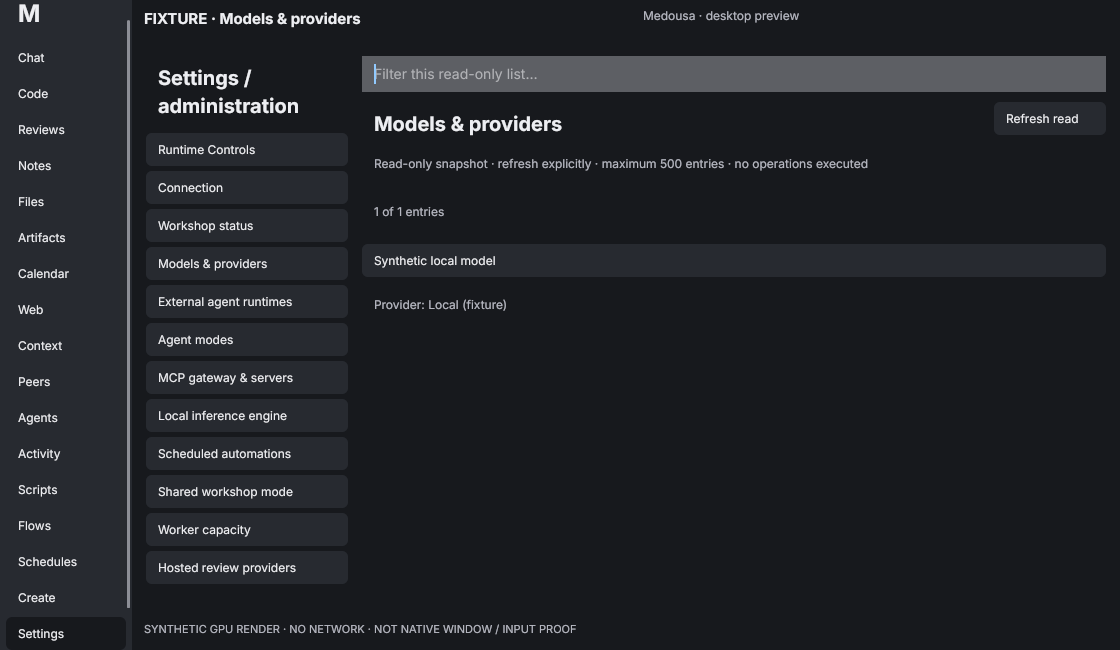 M
Chat
Code
Reviews
Notes
Files
Artifacts
Calendar
Web
Context
Peers
Agents
Activity
Scripts
Flows
Schedules
Create
Settings
FIXTURE · Models & providers
Medousa · desktop preview
Settings /
administration
Runtime Controls
Connection
Workshop status
Models & providers
External agent runtimes
Agent modes
MCP gateway & servers
Local inference engine
Scheduled automations
Shared workshop mode
Worker capacity
Hosted review providers
Filter this read-only list...
Models & providers
Refresh read
Read-only snapshot · refresh explicitly · maximum 500 entries · no operations executed
1 of 1 entries
Synthetic local model
Provider: Local (fixture)
SYNTHETIC GPU RENDER · NO NETWORK · NOT NATIVE WINDOW / INPUT PROOF